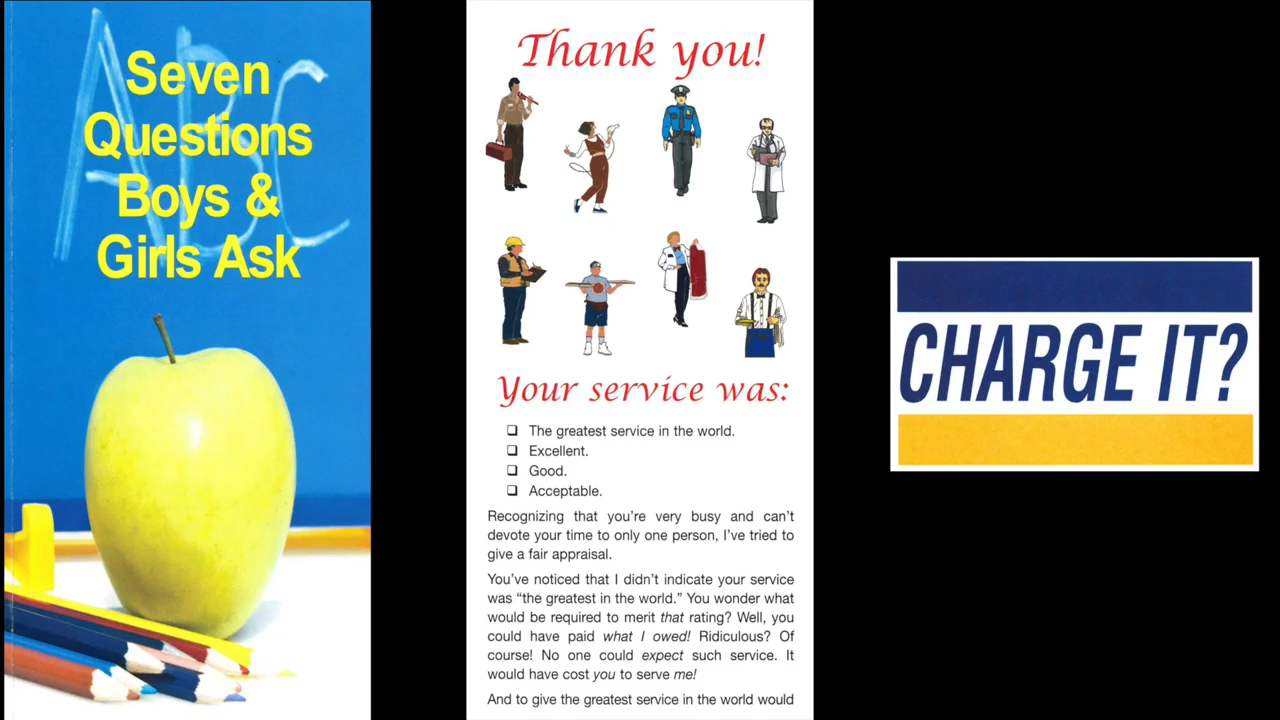 ABC
Seven
Questions
Boys &
Girls Ask
Thank you!
Your service was:
❑ The greatest service in the world.
❑ Excellent.
❑ Good.
❑ Acceptable.
Recognizing that you're very busy and can't
devote your time to only one person, I've tried to
give a fair appraisal.
You've noticed that I didn't indicate your service
was “the greatest in the world.” You wonder what
would be required to merit that rating? Well, you
could have paid what I owed! Ridiculous? Of
course! No one could expect such service. It
would have cost you to serve me!
And to give the greatest service in the world would
CHARGE IT?